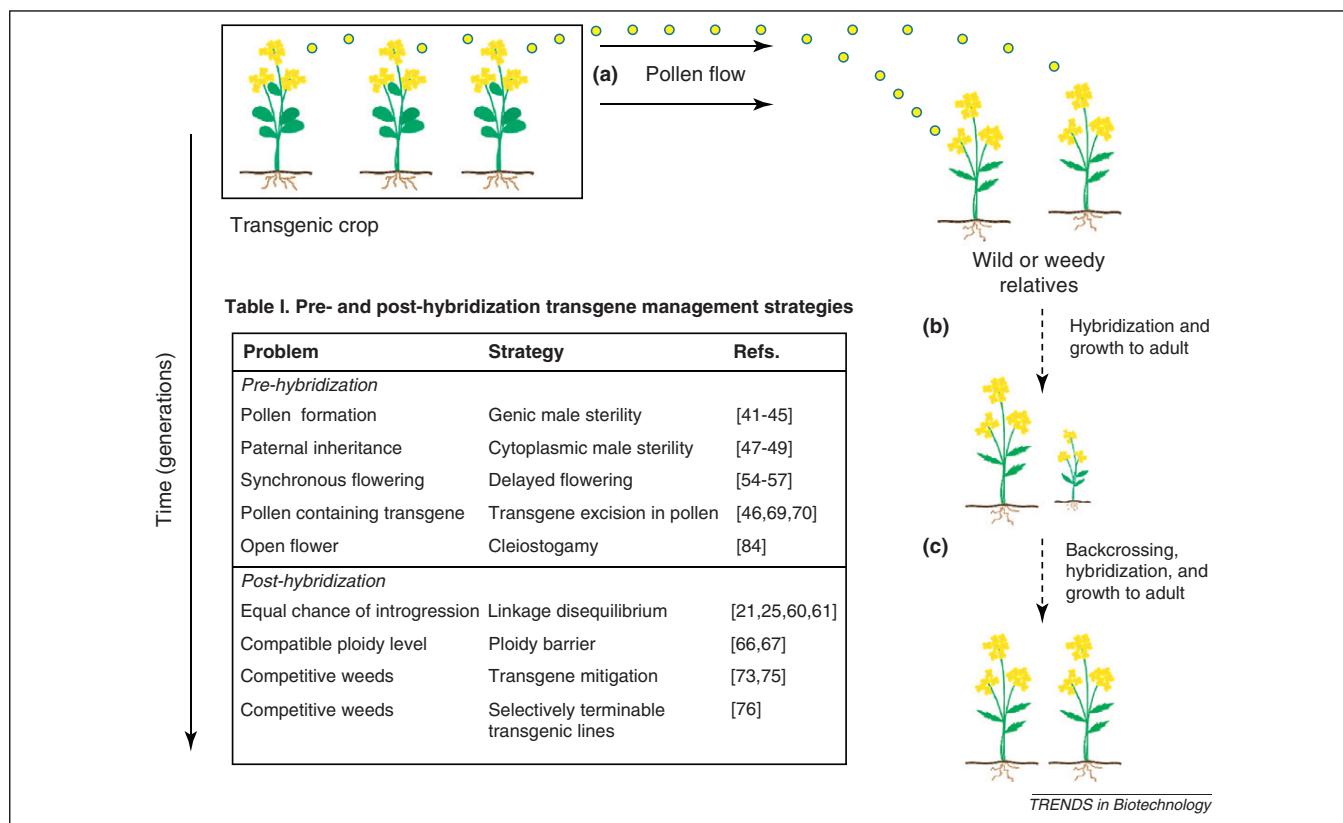 (a) Pollen flow
Transgenic crop
Wild or weedy
relatives
Time (generations)
Table I. Pre- and post-hybridization transgene management strategies
Problem Strategy Refs.
Pre-hybridization
Pollen formation Genic male sterility [41-45]
Paternal inheritance Cytoplasmic male sterility [47-49]
Synchronous flowering Delayed flowering [54-57]
Pollen containing transgene Transgene excision in pollen [46,69,70]
Open flower Cleiostogamy [84]
Post-hybridization
Equal chance of introgression Linkage disequilibrium [21,25,60,61]
Compatible ploidy level Ploidy barrier [66,67]
Competitive weeds Transgene mitigation [73,75]
Competitive weeds Selectively terminable [76]
transgenic lines
(b) Hybridization and
growth to adult
(c) Backcrossing,
hybridization, and
growth to adult
TRENDS in Biotechnology